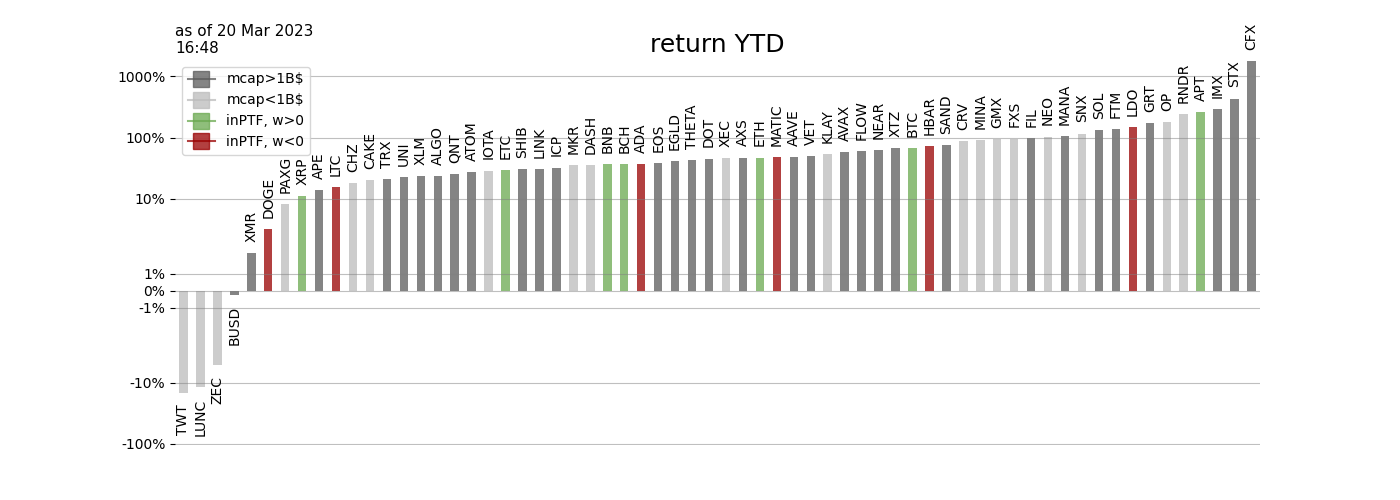 as of 20 Mar 2023
16:48
return YTD
mcap>1B$
mcap<1B$
inPTF, w>0
inPTF, w<0
1000%
100%
10%
1%
0%
-1%
-10%
-100%
TWT
LUNC
ZEC
BUSD
XMR
DOGE
PAXG
XRP
APE
LTC
CHZ
CAKE
TRX
UNI
XLM
ALGO
QNT
ATOM
IOTA
ETC
SHIB
LINK
ICP
MKR
DASH
BNB
BCH
ADA
EOS
EGLD
THETA
DOT
XEC
AXS
ETH
MATIC
AAVE
VET
KLAY
AVAX
FLOW
NEAR
XTZ
BTC
HBAR
SAND
CRV
MINA
GMX
FXS
FIL
NEO
MANA
SNX
SOL
FTM
LDO
GRT
OP
RNDR
APT
IMX
STX
CFX